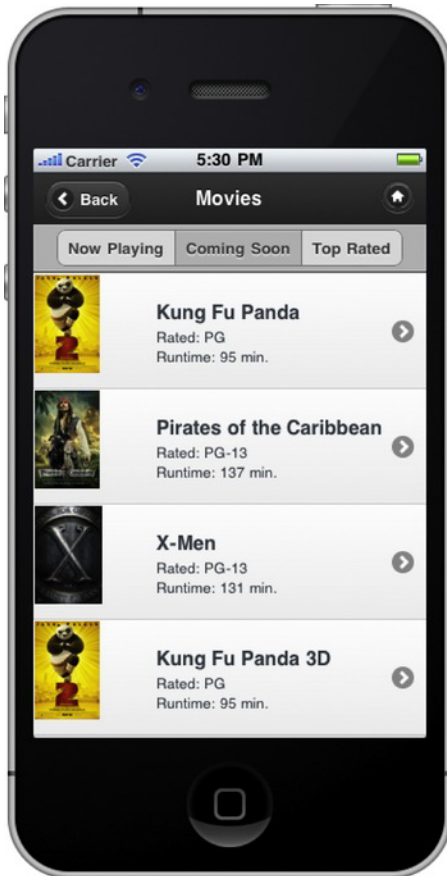 Carrier 5:30 PM
Back Movies
Now Playing Coming Soon Top Rated
2
Kung Fu Panda
Rated: PG
Runtime: 95 min.
Pirates of the Caribbean
Rated: PG-13
Runtime: 137 min.
X
X-Men
Rated: PG-13
Runtime: 131 min.
2
Kung Fu Panda 3D
Rated: PG
Runtime: 95 min.